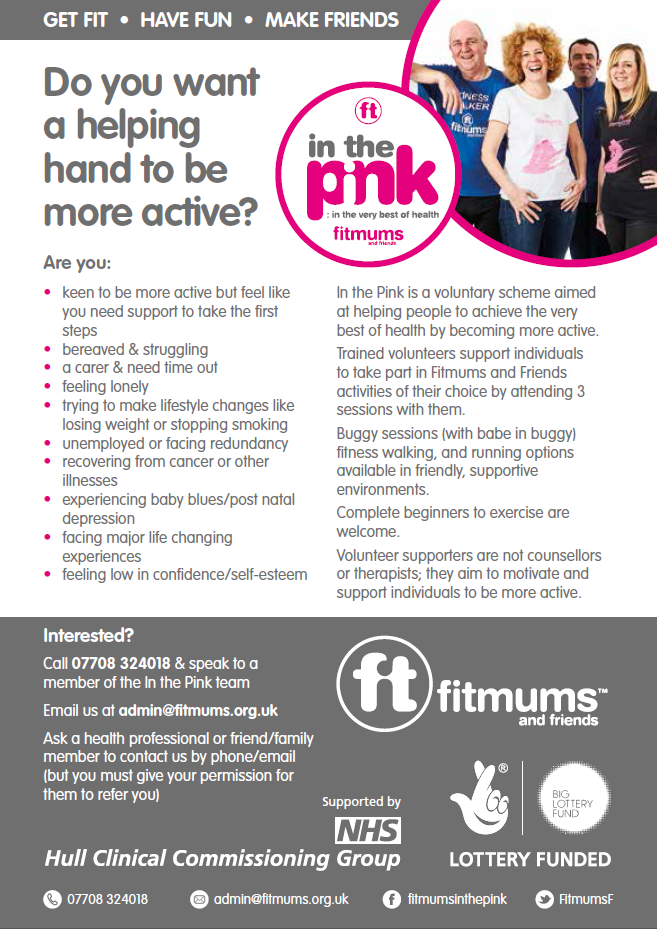 GET FIT • HAVE FUN • MAKE FRIENDS
Do you want
a helping
hand to be
more active?
ft
in the
pink
: in the very best of health
fitmums
and friends
FITNESS
WALKER
fitmums
Are you:
• keen to be more active but feel like
you need support to take the first
steps
• bereaved & struggling
• a carer & need time out
• feeling lonely
• trying to make lifestyle changes like
losing weight or stopping smoking
• unemployed or facing redundancy
• recovering from cancer or other
illnesses
• experiencing baby blues/post natal
depression
• facing major life changing
experiences
• feeling low in confidence/self-esteem
In the Pink is a voluntary scheme aimed
at helping people to achieve the very
best of health by becoming more active.
Trained volunteers support individuals
to take part in Fitmums and Friends
activities of their choice by attending 3
sessions with them.
Buggy sessions (with babe in buggy)
fitness walking, and running options
available in friendly, supportive
environments.
Complete beginners to exercise are
welcome.
Volunteer supporters are not counsellors
or therapists; they aim to motivate and
support individuals to be more active.
Interested?
Call 07708 324018 & speak to a
member of the In the Pink team
Email us at admin@fitmums.org.uk
Ask a health professional or friend/family
member to contact us by phone/email
(but you must give your permission for
them to refer you)
ft
fitmums™
and friends
Supported by
NHS
Hull Clinical Commissioning Group
®
BIG
LOTTERY
FUND
LOTTERY FUNDED
07708 324018
admin@fitmums.org.uk
fitmumsinthepink
FitmumsF